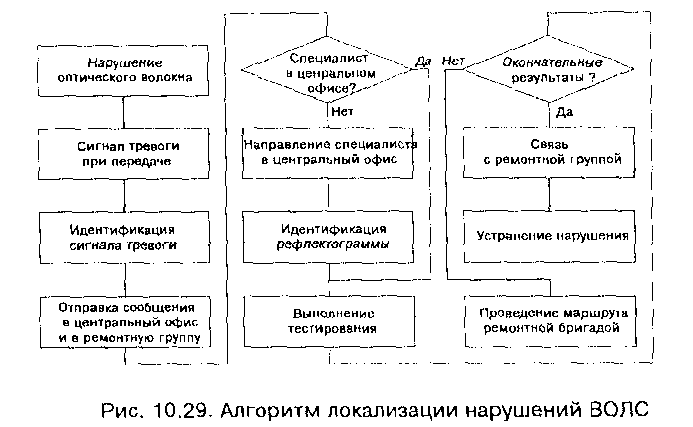 Нарушение
оптического волокна
Сигнал тревоги
при передаче
Идентификация
сигнала тревоги
Отправка сообщения
в центральный офис
и в ремонтную группу
Специалист
в ценральном
офисе?
Да
Нет
Направление специалиста
в центральный офис
Идентификация
рефлектограммы
Выполнение
тестирования
Нет
Окончательные
результаты ?
Да
Связь
с ремонтной группой
Устранение нарушения
Проведение маршрута
ремонтной бригадой
Рис. 10.29. Алгоритм локализации нарушений ВОЛС